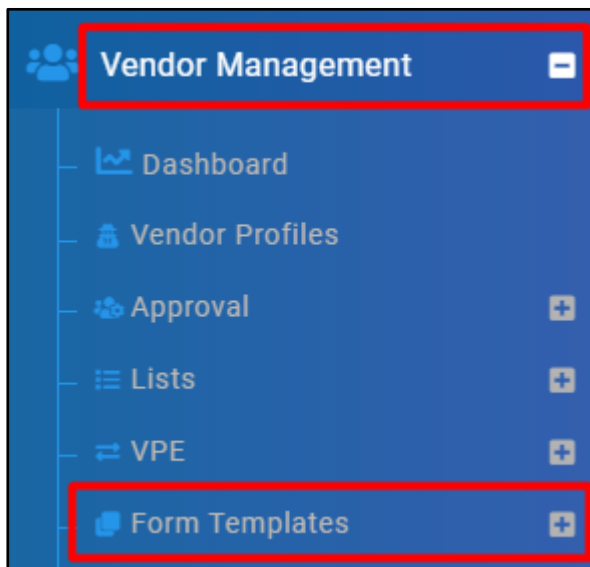 Vendor Management
Dashboard
Vendor Profiles
Approval
Lists
VPE
Form Templates